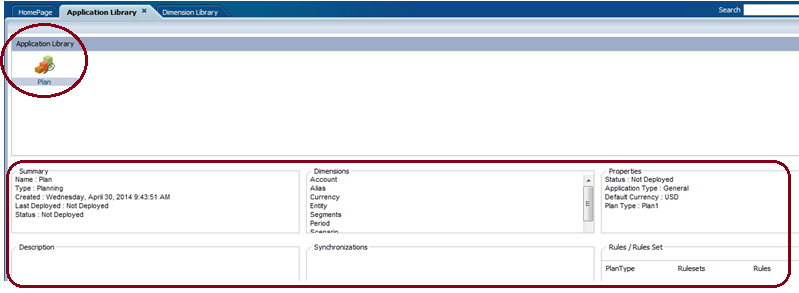 HomePage Application Library × Dimension Library Search
Application Library
Plan
Summary
Name : Plan
Type : Planning
Created : Wednesday, April 30, 2014 9:43:51 AM
Last Deployed : Not Deployed
Status : Not Deployed
Dimensions
Account
Alias
Currency
Entity
Segments
Period
Scenario
Properties
Status : Not Deployed
Application Type : General
Default Currency : USD
Plan Type : Plan1
Description
Synchronizations
Rules / Rules Set
PlanType Rulesets Rules